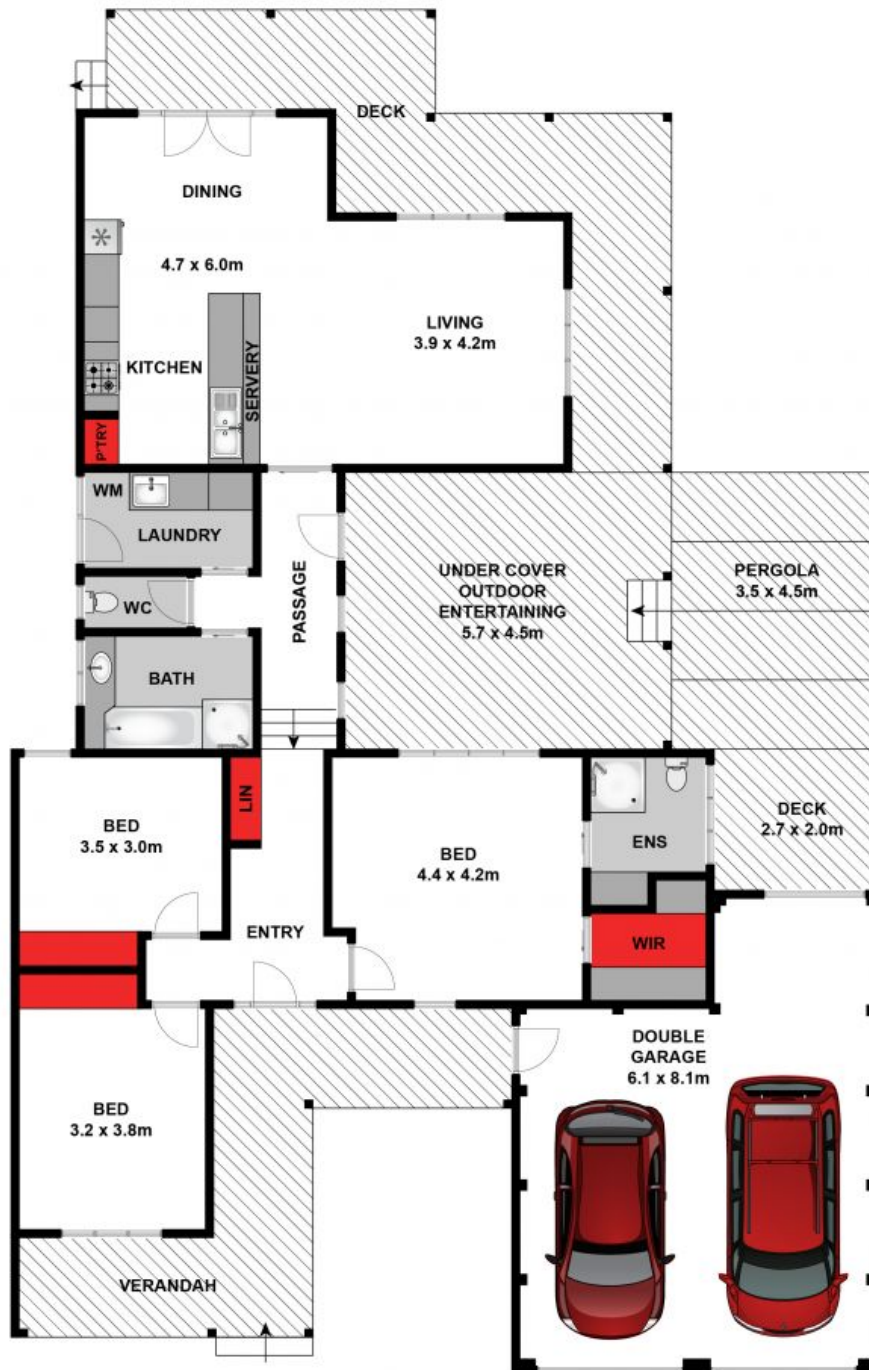 DECK
DINING
4.7 x 6.0m
LIVING
3.9 x 4.2m
KITCHEN
SERVERY
P'TRY
WM
LAUNDRY
WC
PASSAGE
BATH
UNDER COVER
OUTDOOR
ENTERTAINING
5.7 x 4.5m
PERGOLA
3.5 x 4.5m
LIN
BED
3.5 x 3.0m
BED
4.4 x 4.2m
ENS
DECK
2.7 x 2.0m
ENTRY
WIR
DOUBLE
GARAGE
6.1 x 8.1m
BED
3.2 x 3.8m
VERANDAH